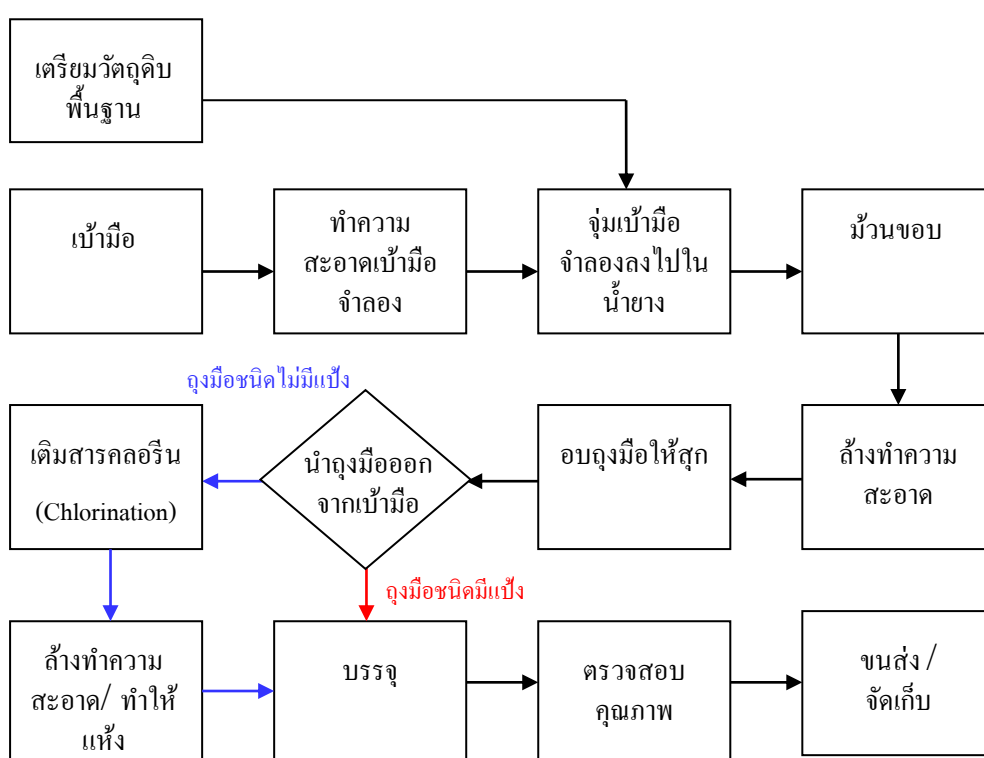 เตรียมวัตถุดิบ
พื้นฐาน
เบ้ามือ
ทำความ
สะอาดเบ้ามือ
จำลอง
จุ่มเบ้ามือ
จำลองลงไปใน
น้ำยาง
ม้วนขอบ
ถุงมือชนิดไม่มีแป้ง
เติมสารคลอรีน
(Chlorination)
นำถุงมือออก
จากเบ้ามือ
อบถุงมือให้สุก
ล้างทำความ
สะอาด
ถุงมือชนิดมีแป้ง
ล้างทำความ
สะอาด/ ทำให้
แห้ง
บรรจุ
ตรวจสอบ
คุณภาพ
ขนส่ง /
จัดเก็บ